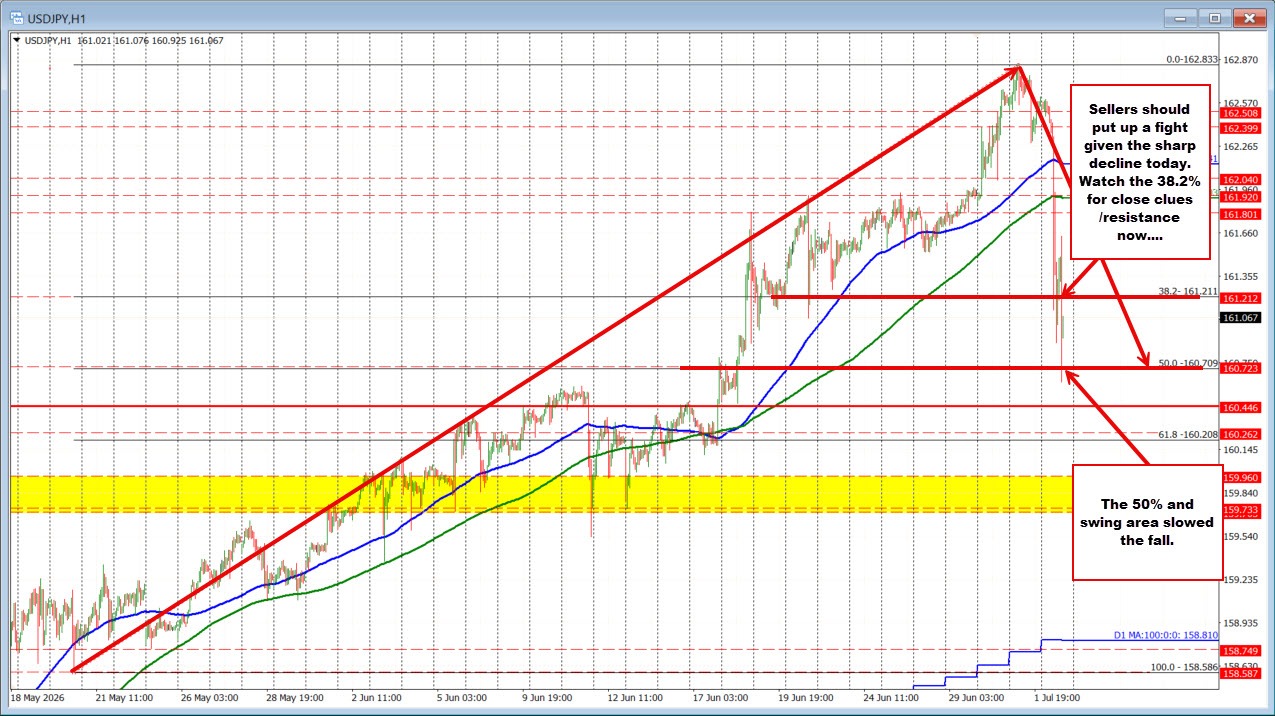 USDJPY,H1
USDJPY,H1 161.021 161.076 160.925 161.067
0.0-162.833
162.870
162.570
162.508
162.399
162.265
162.040
161.920
161.801
161.660
161.355
38.2- 161.211
161.212
161.067
50.0 -160.709
160.723
160.446
160.262
61.8 -160.208
160.145
159.960
159.840
159.733
159.540
159.235
158.935
D1 MA:100:0:0: 158.810
158.749
100.0 - 158.586
158.630
158.587
Sellers should
put up a fight
given the sharp
decline today.
Watch the 38.2%
for close clues
/resistance
now....
The 50% and
swing area slowed
the fall.
18 May 2026
21 May 11:00
26 May 03:00
28 May 19:00
2 Jun 11:00
5 Jun 03:00
9 Jun 19:00
12 Jun 11:00
17 Jun 03:00
19 Jun 19:00
24 Jun 11:00
29 Jun 03:00
1 Jul 19:00